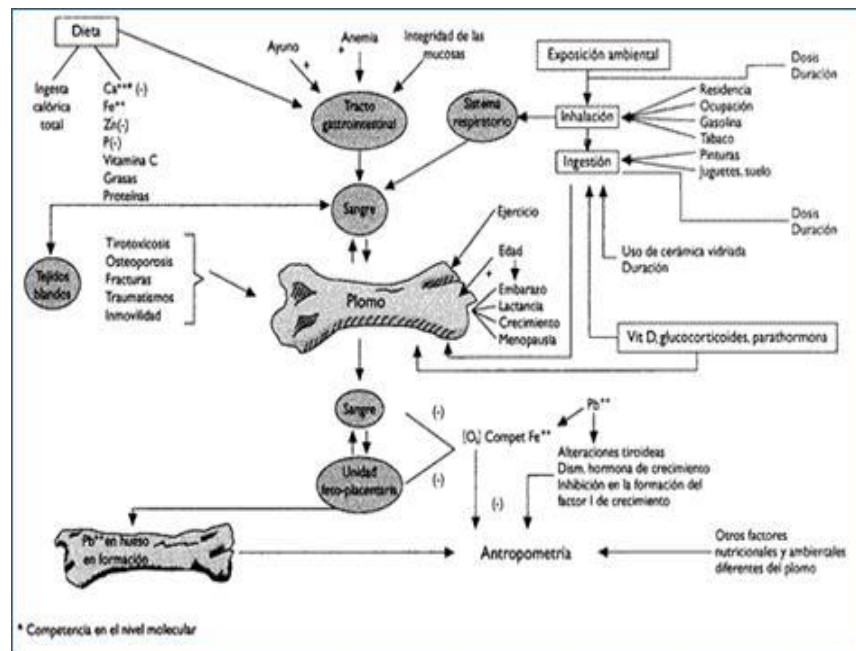 Dieta
Ingesta
calórica
total
Ca⁺⁺* (-)
Fe⁺⁺
Zn(-)
P(-)
Vitamina C
Grasas
Proteínas
Ayuno
+
Anemia
+
Integridad de las
mucosas
Tracto
gastrointestinal
Sistema
respiratorio
Exposición ambiental
Inhalación
Ingestión
Dosis
Duración
Residencia
Ocupación
Gasolina
Tabaco
Pinturas
Juguetes, suelo
Dosis
Duración
Uso de cerámica vidriada
Duración
Vit D, glucocorticoides, parathormona
Sangre
Tejidos
blandos
Tirotoxicosis
Osteoporosis
Fracturas
Traumatismos
Inmovilidad
Plomo
Ejercicio
Edad
+
Embarazo
Lactancia
Crecimiento
Menopausía
Sangre
Unidad
feto-placentaria
(-)
(-)
[O₂] Compet Fe⁺⁺
Pb⁺⁺
Alteraciones tiroideas
Dism. hormona de crecimiento
Inhibición en la formación del
factor I de crecimiento
(-)
Pb⁺⁺ en hueso
en formación
Antropometría
Otros factores
nutricionales y ambientales
diferentes del plomo
* Competencia en el nivel molecular